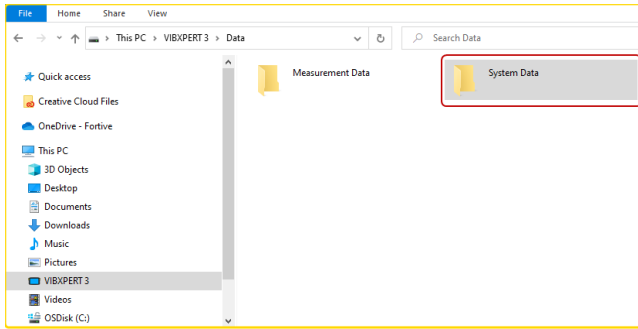 File Home Share View
This PC > VIBXPERT 3 > Data
Search Data
Quick access
Creative Cloud Files
OneDrive - Fortive
This PC
3D Objects
Desktop
Documents
Downloads
Music
Pictures
VIBXPERT 3
Videos
OSDisk (C:)
Measurement Data
System Data